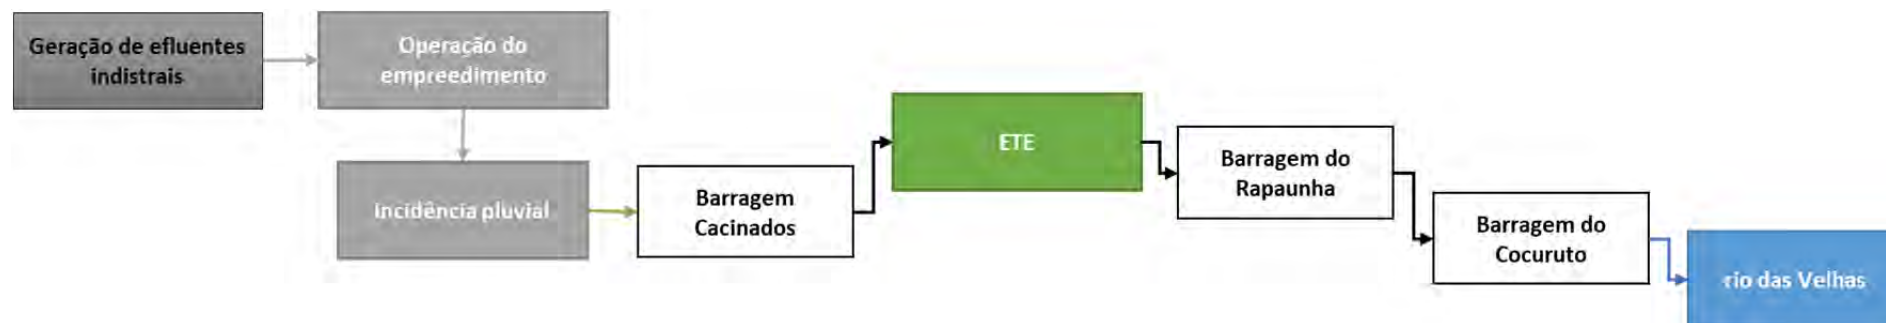 Geração de efluentes
indistrais
Operação do
empreedimento
Incidência pluvial
Barragem
Cacinados
ETE
Barragem do
Rapaunha
Barragem do
Cocuruto
rio das Velhas